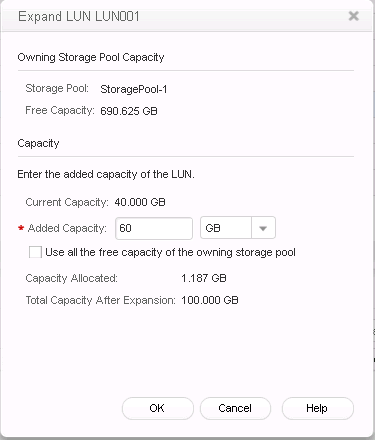 Expand LUN LUN001
Owning Storage Pool Capacity
Storage Pool: StoragePool-1
Free Capacity: 690.625 GB
Capacity
Enter the added capacity of the LUN.
Current Capacity: 40.000 GB
* Added Capacity: 60 GB
Use all the free capacity of the owning storage pool
Capacity Allocated: 1.187 GB
Total Capacity After Expansion: 100.000 GB
OK Cancel Help